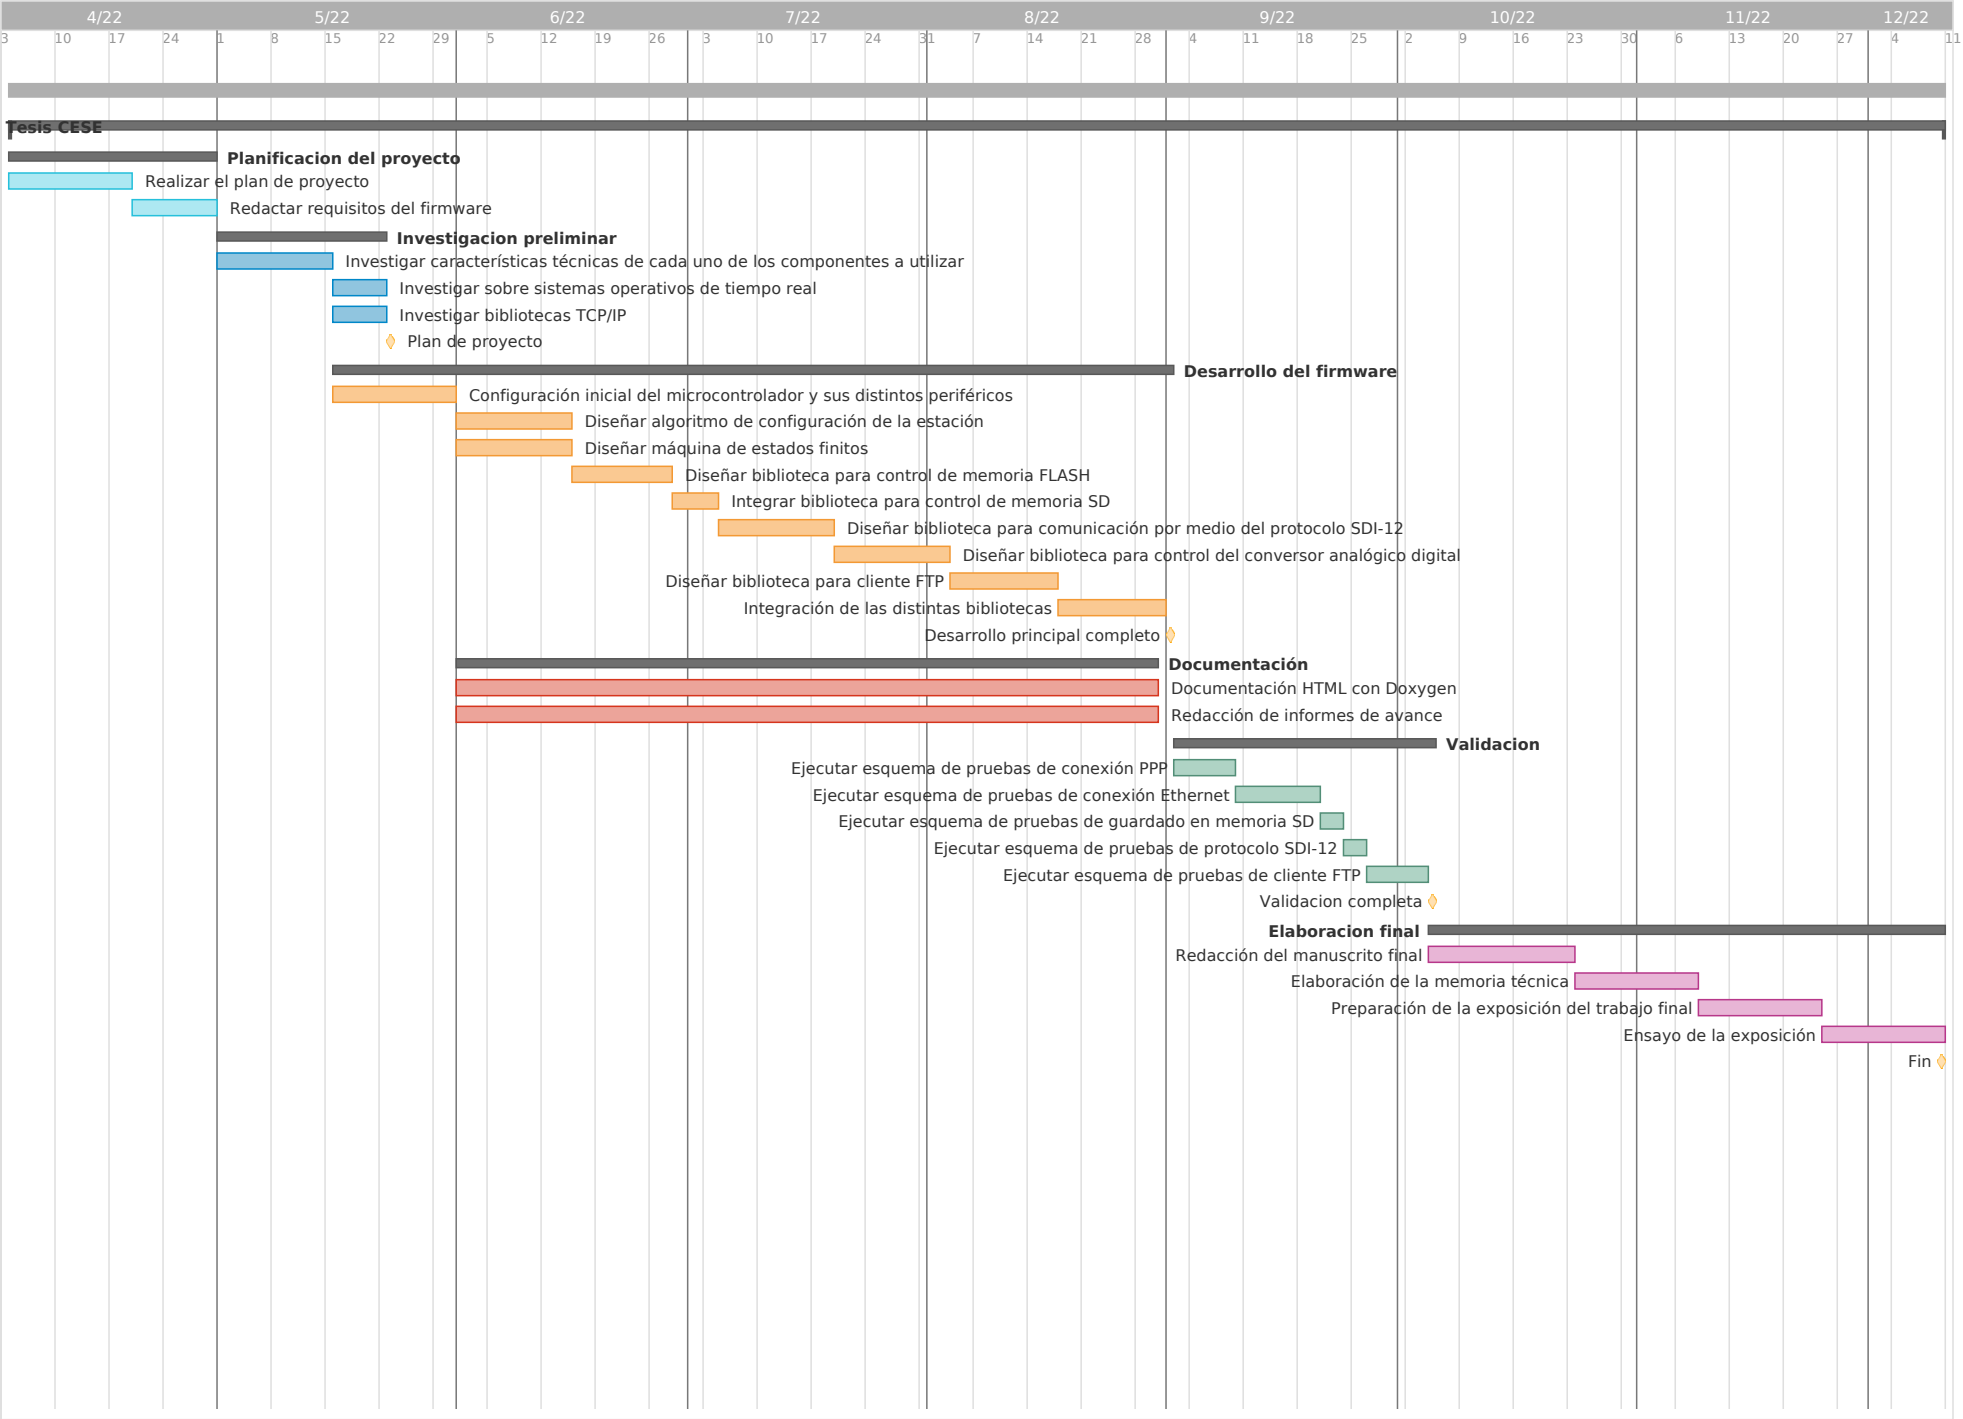 4/22 5/22 6/22 7/22 8/22 9/22 10/22 11/22 12/22
3 10 17 24 1 8 15 22 29 5 12 19 26 3 10 17 24 31 7 14 21 28 4 11 18 25 2 9 16 23 30 6 13 20 27 4 11
Tesis CESE
Planificacion del proyecto
Realizar el plan de proyecto
Redactar requisitos del firmware
Investigacion preliminar
Investigar características técnicas de cada uno de los componentes a utilizar
Investigar sobre sistemas operativos de tiempo real
Investigar bibliotecas TCP/IP
Plan de proyecto
Desarrollo del firmware
Configuración inicial del microcontrolador y sus distintos periféricos
Diseñar algoritmo de configuración de la estación
Diseñar máquina de estados finitos
Diseñar biblioteca para control de memoria FLASH
Integrar biblioteca para control de memoria SD
Diseñar biblioteca para comunicación por medio del protocolo SDI-12
Diseñar biblioteca para control del conversor analógico digital
Diseñar biblioteca para cliente FTP
Integración de las distintas bibliotecas
Desarrollo principal completo
Documentación
Documentación HTML con Doxygen
Redacción de informes de avance
Validacion
Ejecutar esquema de pruebas de conexión PPP
Ejecutar esquema de pruebas de conexión Ethernet
Ejecutar esquema de pruebas de guardado en memoria SD
Ejecutar esquema de pruebas de protocolo SDI-12
Ejecutar esquema de pruebas de cliente FTP
Validacion completa
Elaboracion final
Redacción del manuscrito final
Elaboración de la memoria técnica
Preparación de la exposición del trabajo final
Ensayo de la exposición
Fin